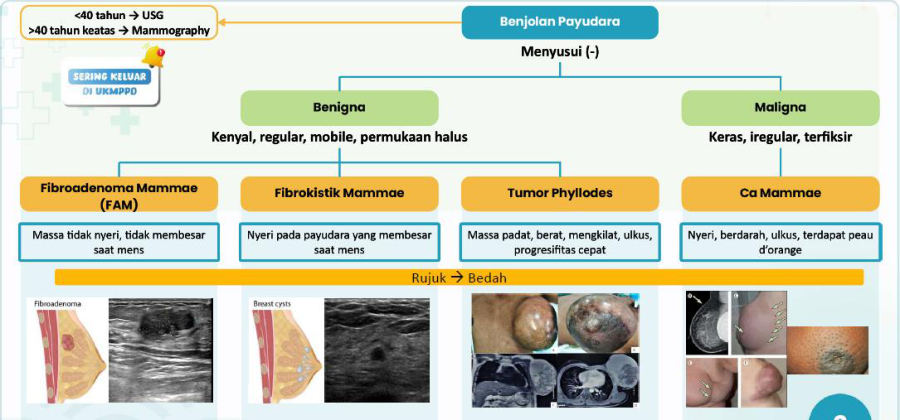 <40 tahun → USG
>40 tahun keatas → Mammography
Benjolan Payudara
Menyusui (-)
SERING KELUAR
DI UKMPPD
Benigna
Maligna
Kenyal, regular, mobile, permukaan halus
Keras, iregular, terfiksir
Fibroadenoma Mammae
(FAM)
Fibrokistik Mammae
Tumor Phyllodes
Ca Mammae
Massa tidak nyeri, tidak membesar
saat mens
Nyeri pada payudara yang membesar
saat mens
Massa padat, berat, mengkilat, ulkus,
progresifitas cepat
Nyeri, berdarah, ulkus, terdapat peau
d'orange
Rujuk → Bedah
Fibroadenoma
Breast cysts